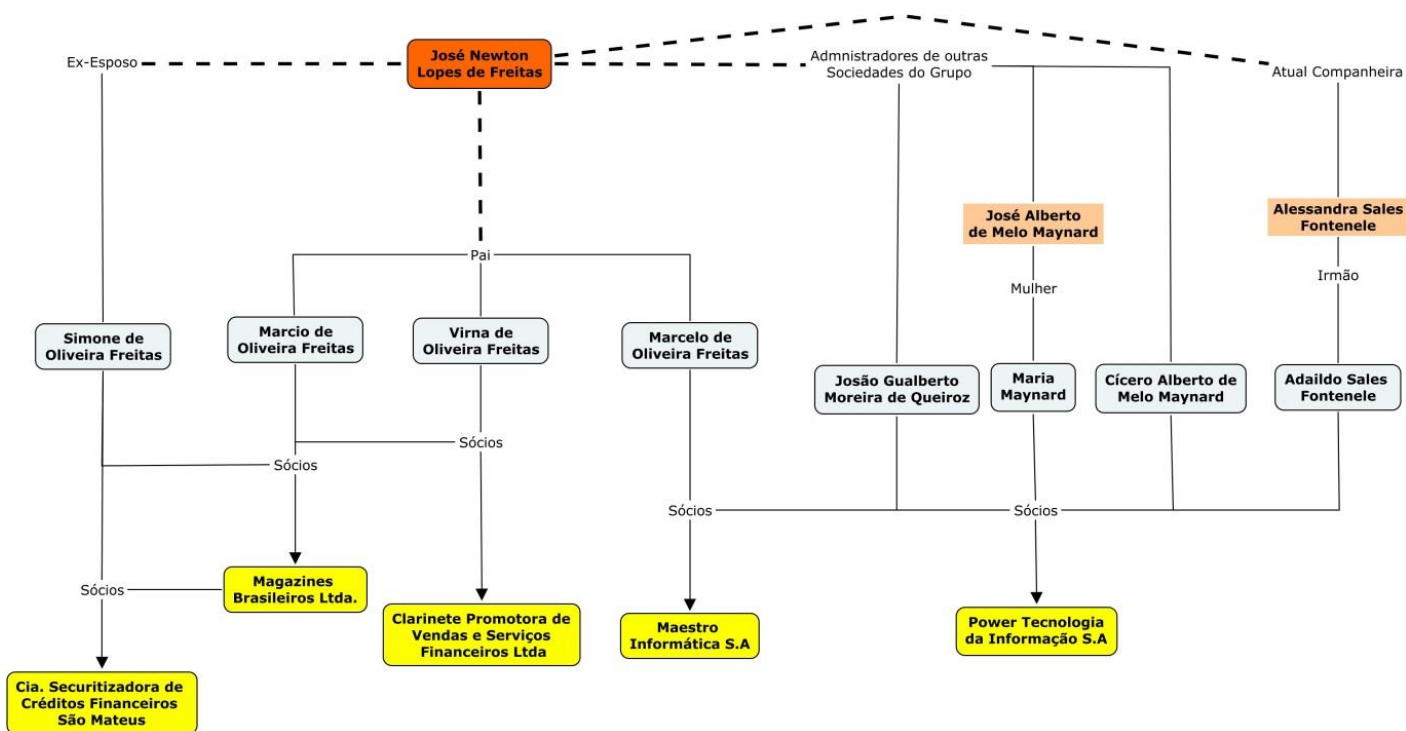 José Newton
Lopes de Freitas
Ex-Esposo
Admnistradores de outras
Sociedades do Grupo
Atual Companheira
José Alberto
de Melo Maynard
Alessandra Sales
Fontenele
Pai
Mulher
Irmão
Simone de
Oliveira Freitas
Marcio de
Oliveira Freitas
Virna de
Oliveira Freitas
Marcelo de
Oliveira Freitas
Josão Gualberto
Moreira de Queiroz
Maria
Maynard
Cícero Alberto de
Melo Maynard
Adaildo Sales
Fontenele
Sócios
Sócios
Sócios
Sócios
Sócios
Magazines
Brasileiros Ltda.
Clarinete Promotora de
Vendas e Serviços
Financeiros Ltda
Maestro
Informática S.A
Power Tecnologia
da Informação S.A
Cia. Securitizadora de
Créditos Financeiros
São Mateus